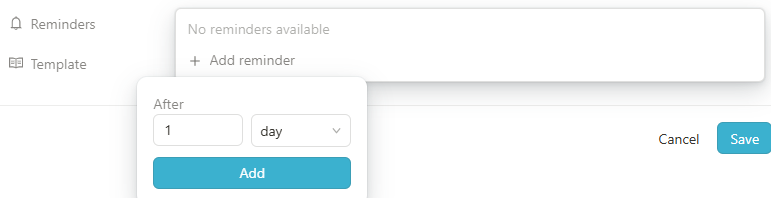 Reminders
No reminders available
Add reminder
Template
After
1
day
Add
Cancel
Save